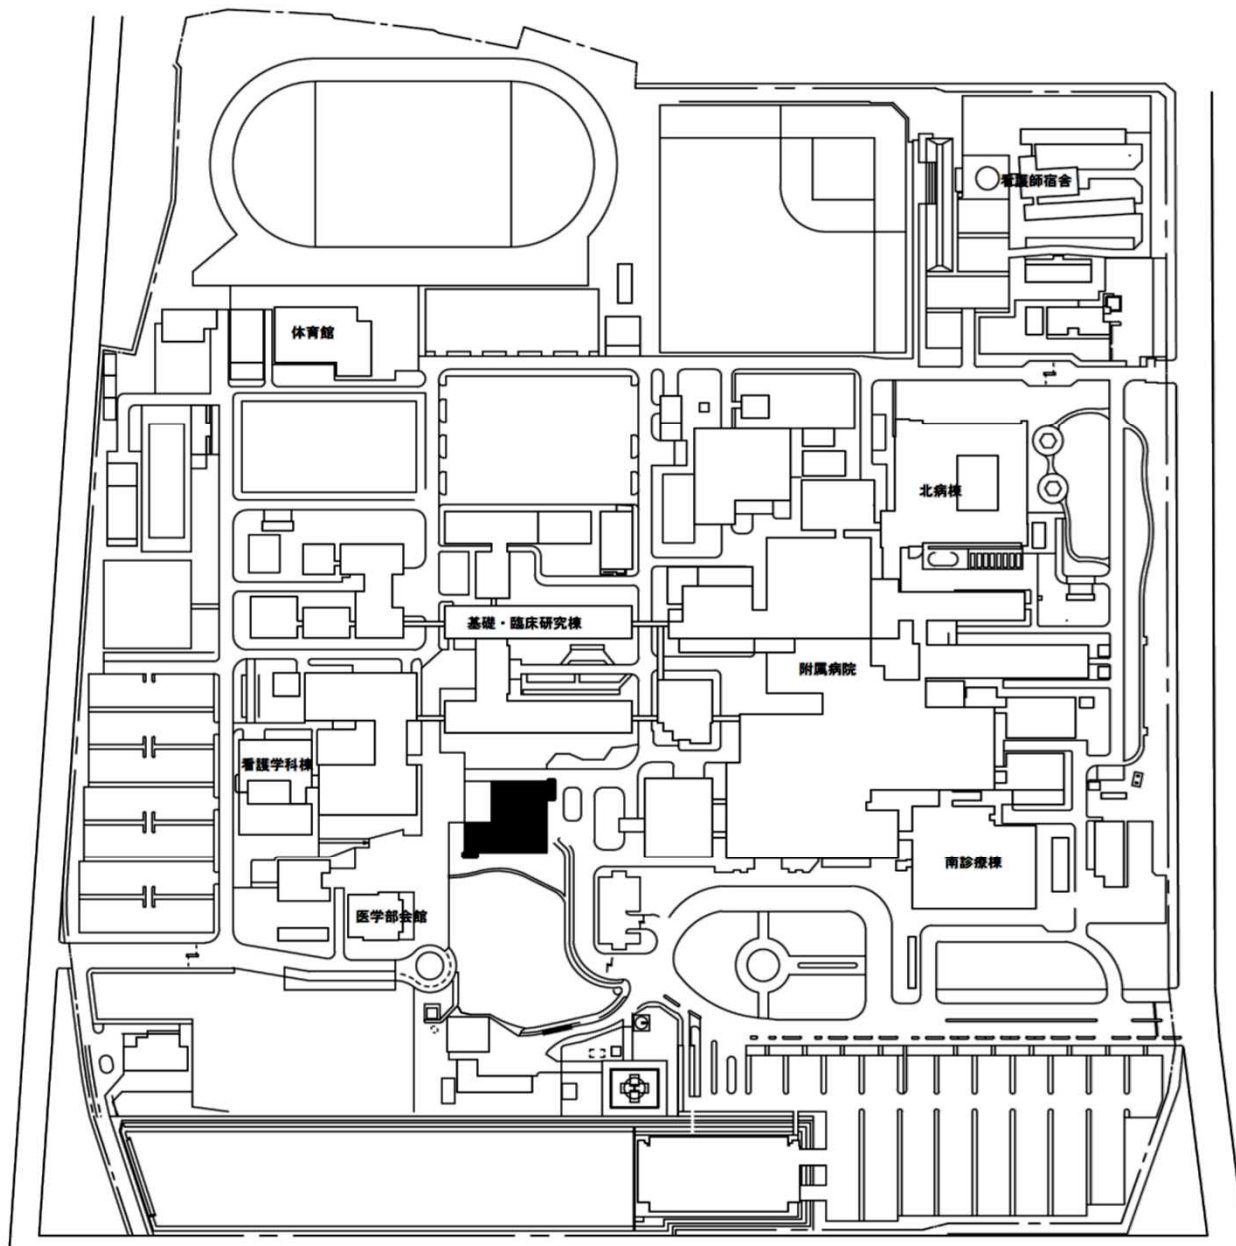 看護師宿舎
体育館
北病棟
基礎・臨床研究棟
附属病院
看護学科棟
南診療棟
医学部会館